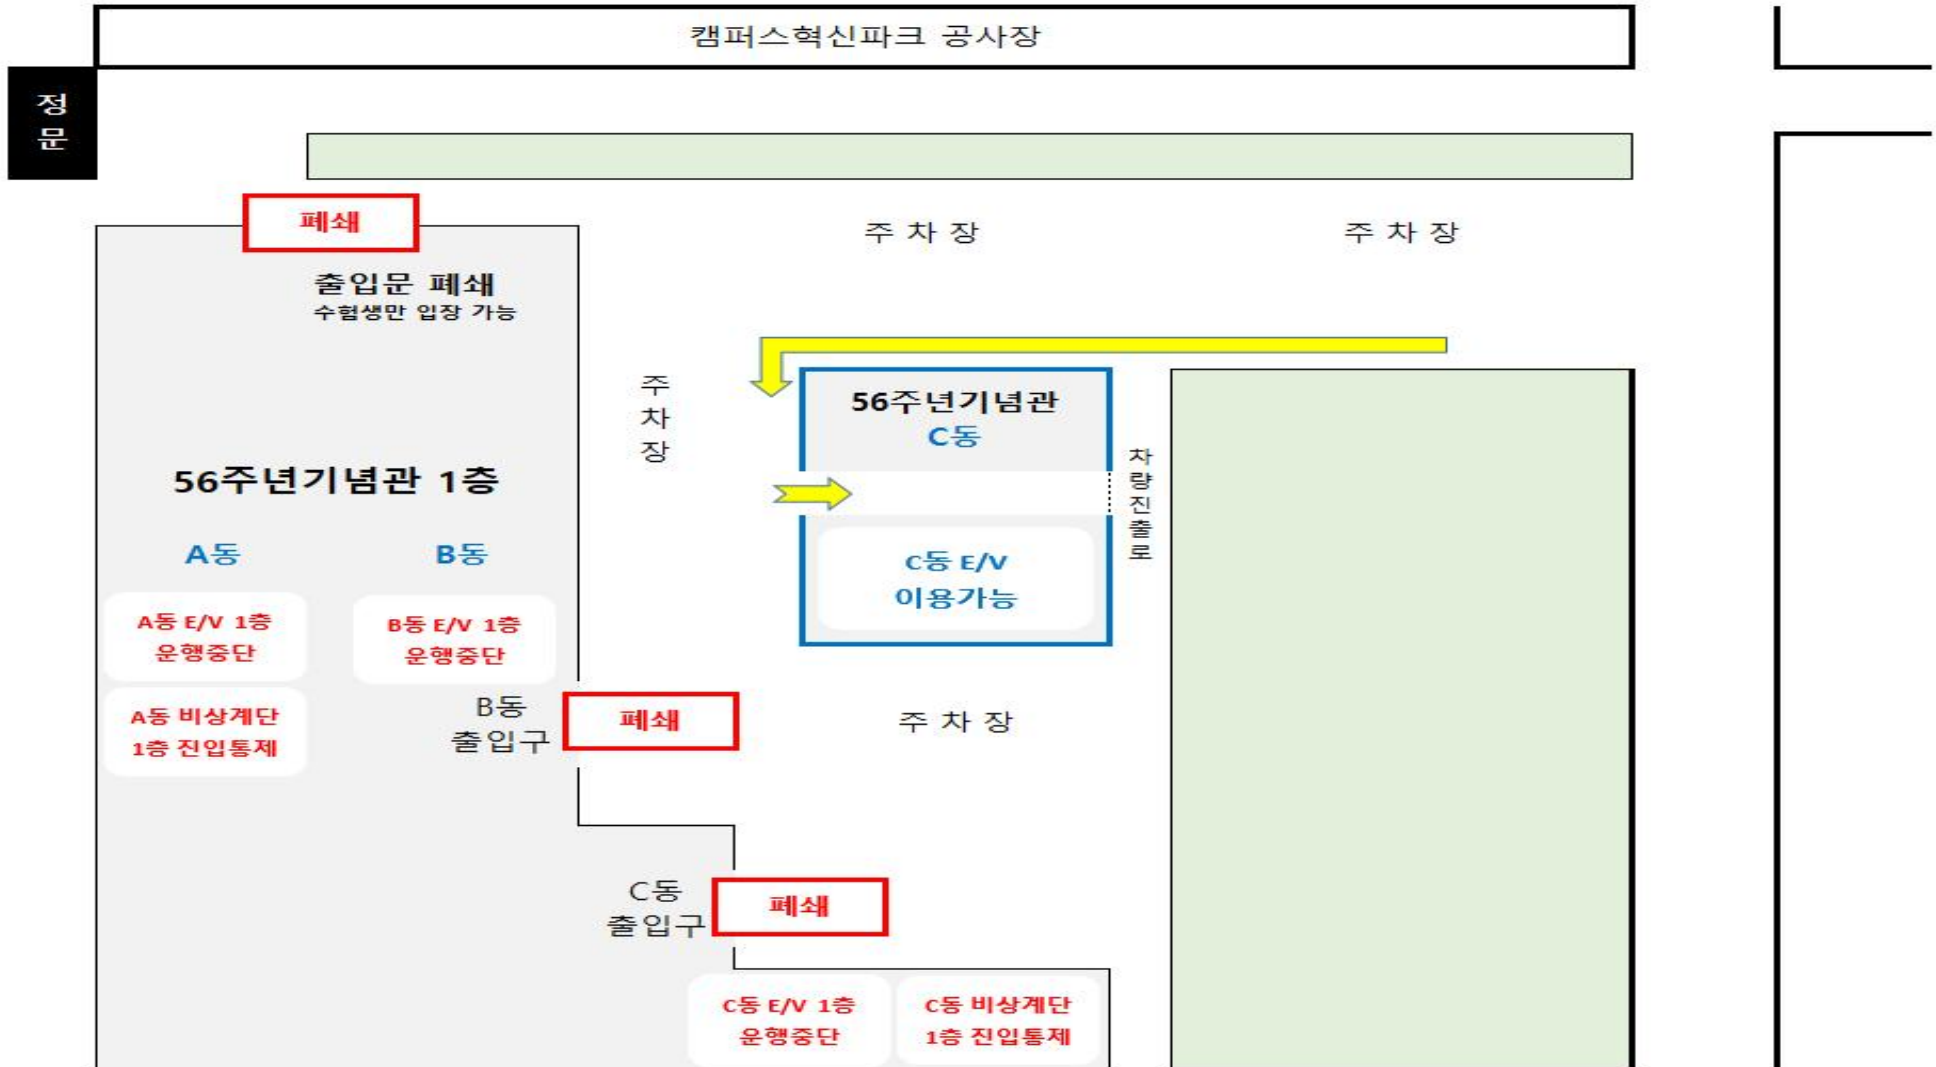 캠퍼스혁신파크 공사장
정
문
폐쇄
주 차 장
주 차 장
출입문 폐쇄
수험생만 입장 가능
주
차
장
56주년기념관
C동
차
량
진
출
로
56주년기념관 1층
A동
B동
C동 E/V
이용가능
A동 E/V 1층
운행중단
B동 E/V 1층
운행중단
A동 비상계단
1층 진입통제
B동
출입구
폐쇄
주 차 장
C동
출입구
폐쇄
C동 E/V 1층
운행중단
C동 비상계단
1층 진입통제